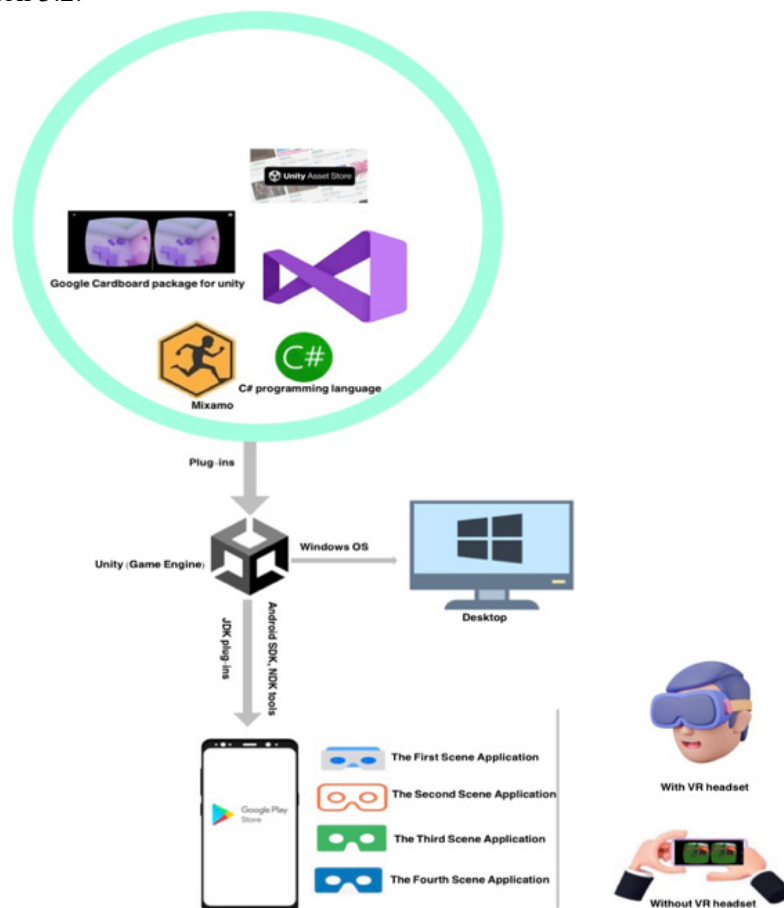 Unity Asset Store
Google Cardboard package for unity
C#
C# programming language
Mixamo
Plug-ins
Unity (Game Engine)
Windows OS
Desktop
JDK plug-ins
Android SDK, NDK tools
Google Play
Store
The First Scene Application
The Second Scene Application
The Third Scene Application
The Fourth Scene Application
With VR headset
Without VR headset